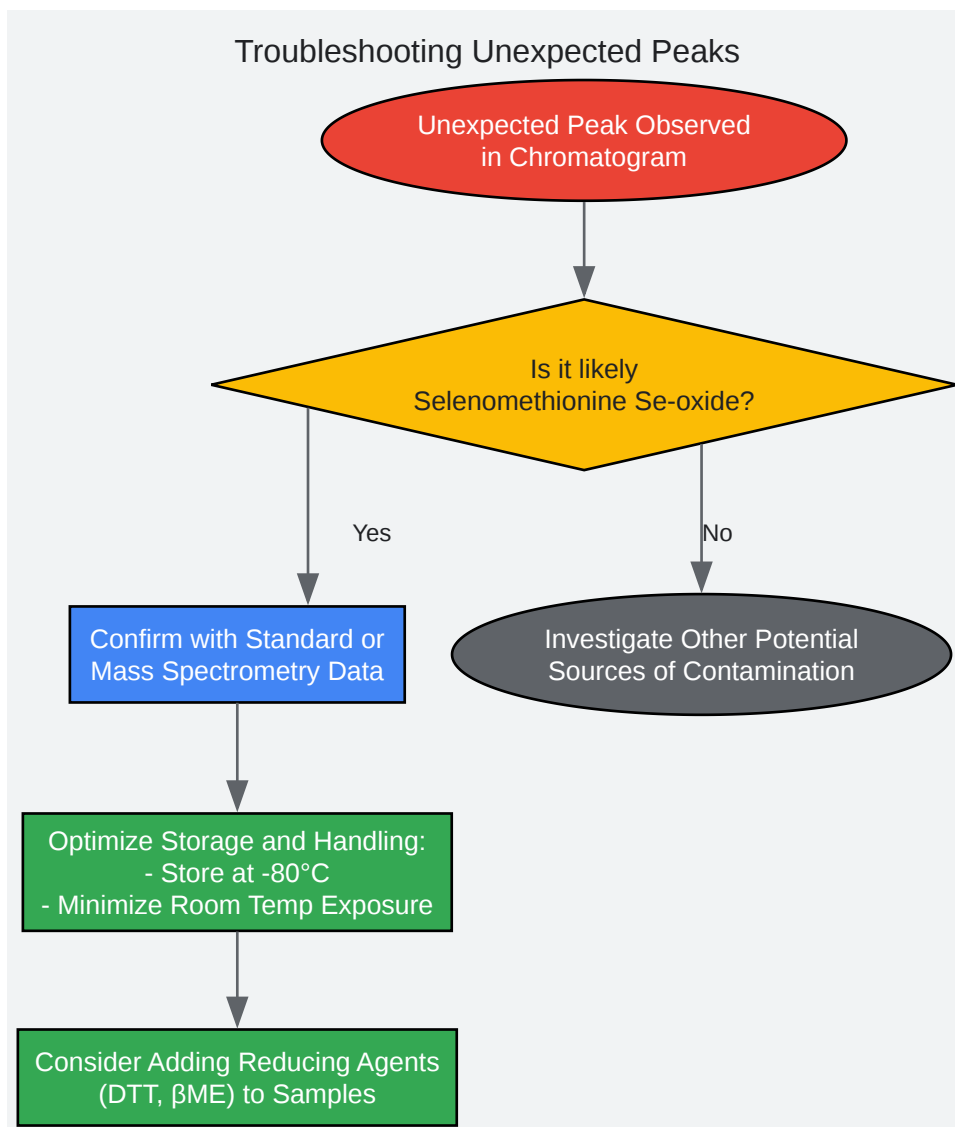 Troubleshooting Unexpected Peaks
Unexpected Peak Observed
in Chromatogram
Is it likely
Selenomethionine Se-oxide?
Yes
No
Confirm with Standard or
Mass Spectrometry Data
Investigate Other Potential
Sources of Contamination
Optimize Storage and Handling:
- Store at -80°C
- Minimize Room Temp Exposure
Consider Adding Reducing Agents
(DTT, βME) to Samples